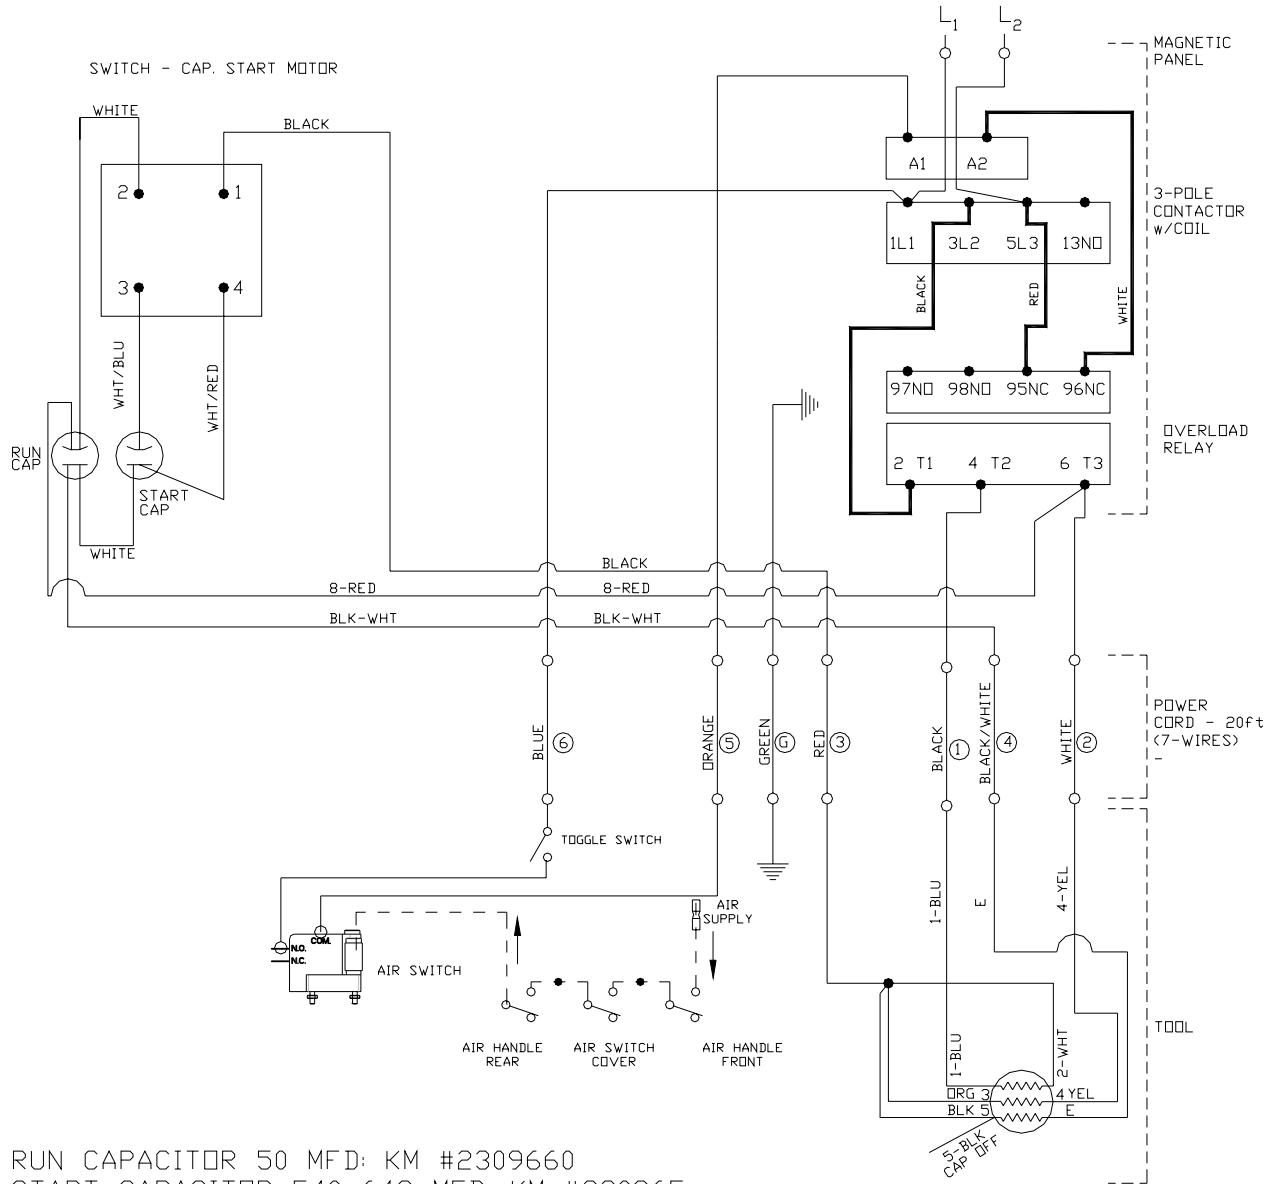 L1 L2
MAGNETIC
PANEL
SWITCH - CAP. START MOTOR
WHITE
BLACK
A1 A2
2 1
3 4
3-POLE
CONTACTOR
W/COIL
1L1 3L2 5L3 13NO
BLACK
RED
WHITE
WHT/BLU
WHT/RED
97NO 98NO 95NC 96NC
OVERLOAD
RELAY
RUN
CAP
2 T1 4 T2 6 T3
START
CAP
WHITE
BLACK
8-RED 8-RED
BLK-WHT BLK-WHT
BLUE 6
ORANGE 5
GREEN G
RED 3
BLACK 1
BLACK/WHITE 4
WHITE 2
POWER
CORD - 20ft
(7-WIRES)
-
TOGGLE SWITCH
1-BLU
E
4-YEL
AIR
SUPPLY
COM.
N.O.
N.C.
AIR SWITCH
TOOL
AIR HANDLE
REAR
AIR SWITCH
COVER
AIR HANDLE
FRONT
1-BLU
2-WHT
ORG 3 4 YEL
BLK 5 E
5-BLK
CAP OFF
RUN CAPACITOR 50 MFD: KM #2309660